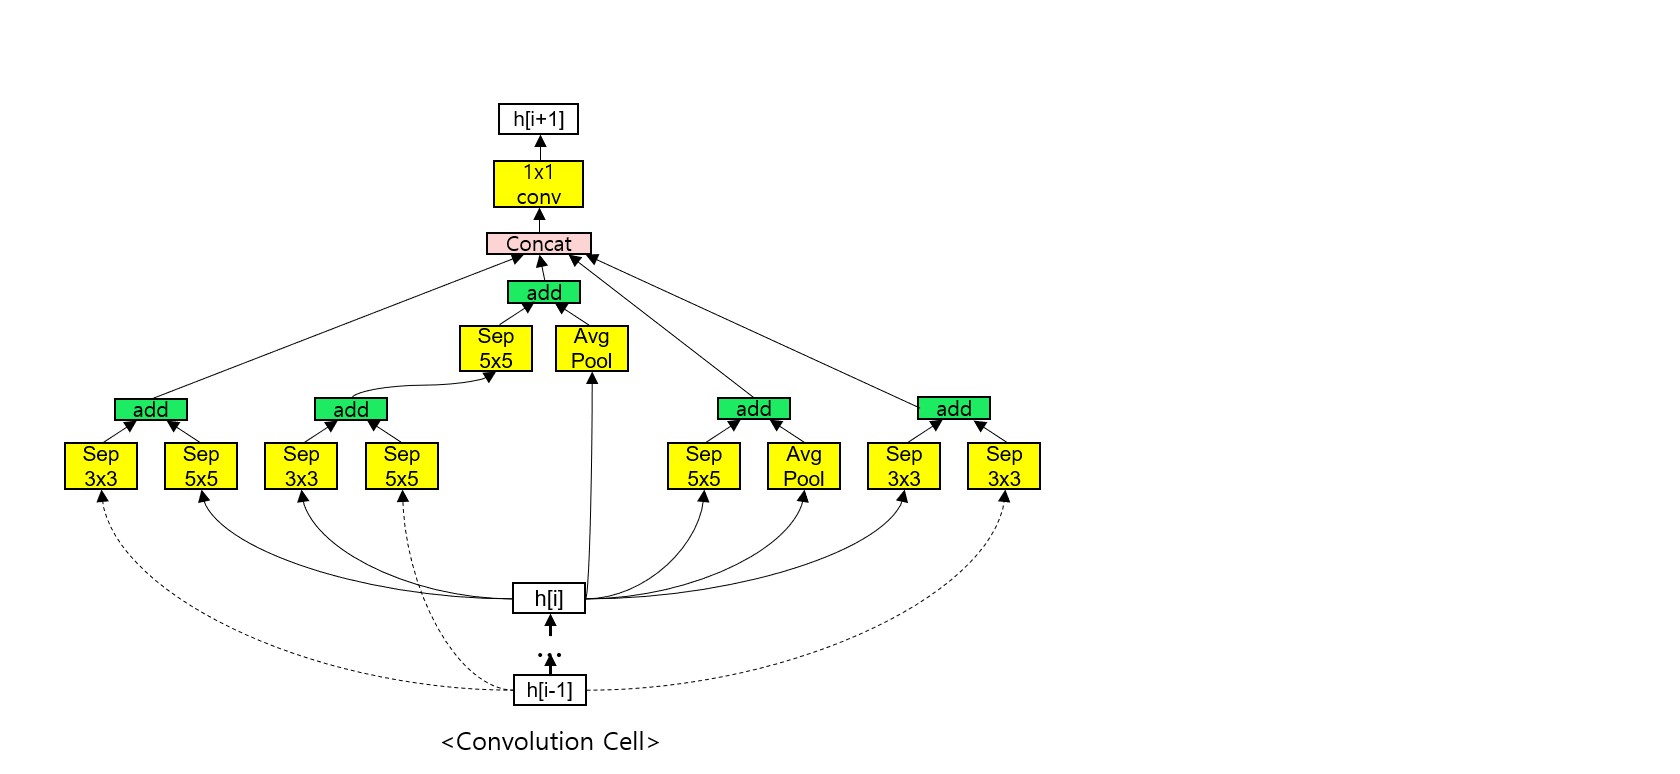 h[i+1]
1x1
conv
Concat
add
Sep
5x5
Avg
Pool
add
add
add
add
Sep
3x3
Sep
5x5
Sep
3x3
Sep
5x5
Sep
5x5
Avg
Pool
Sep
3x3
Sep
3x3
h[i]
...
h[i-1]
<Convolution Cell>